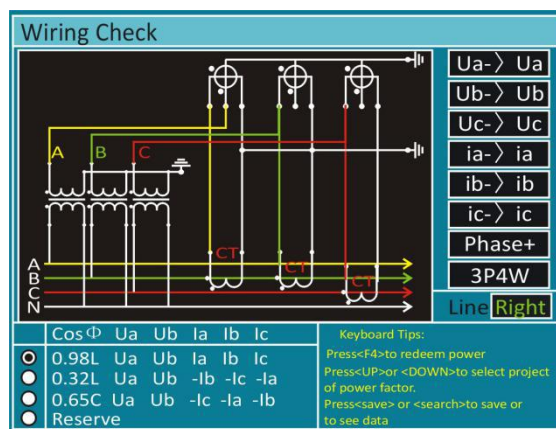 Wiring Check
Ua-〉 Ua
Ub-〉 Ub
Uc-〉 Uc
ia-〉 ia
ib-〉 ib
ic-〉 ic
Phase+
3P4W
Line Right
A B C
CT CT CT
A
B
C
N
CosΦ Ua Ub Ia Ib Ic
0.98L Ua Ub Ia Ib Ic
0.32L Ua Ub -Ib -Ic -Ia
0.65C Ua Ub -Ic -Ia -Ib
Reserve
Keyboard Tips:
Press<F4>to redeem power
Press<UP>or <DOWN>to select project
of power factor.
Press<save> or <search>to save or
to see data